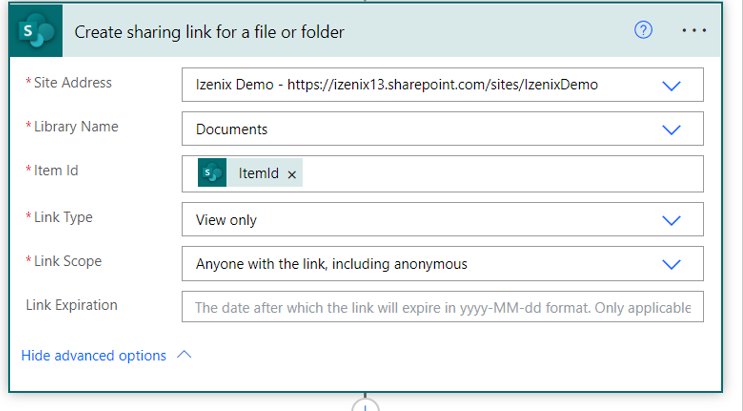 Create sharing link for a file or folder
* Site Address
Izenix Demo - https://izenix13.sharepoint.com/sites/IzenixDemo
* Library Name
Documents
* Item Id
ItemId ×
* Link Type
View only
* Link Scope
Anyone with the link, including anonymous
Link Expiration
The date after which the link will expire in yyyy-MM-dd format. Only applicable
Hide advanced options